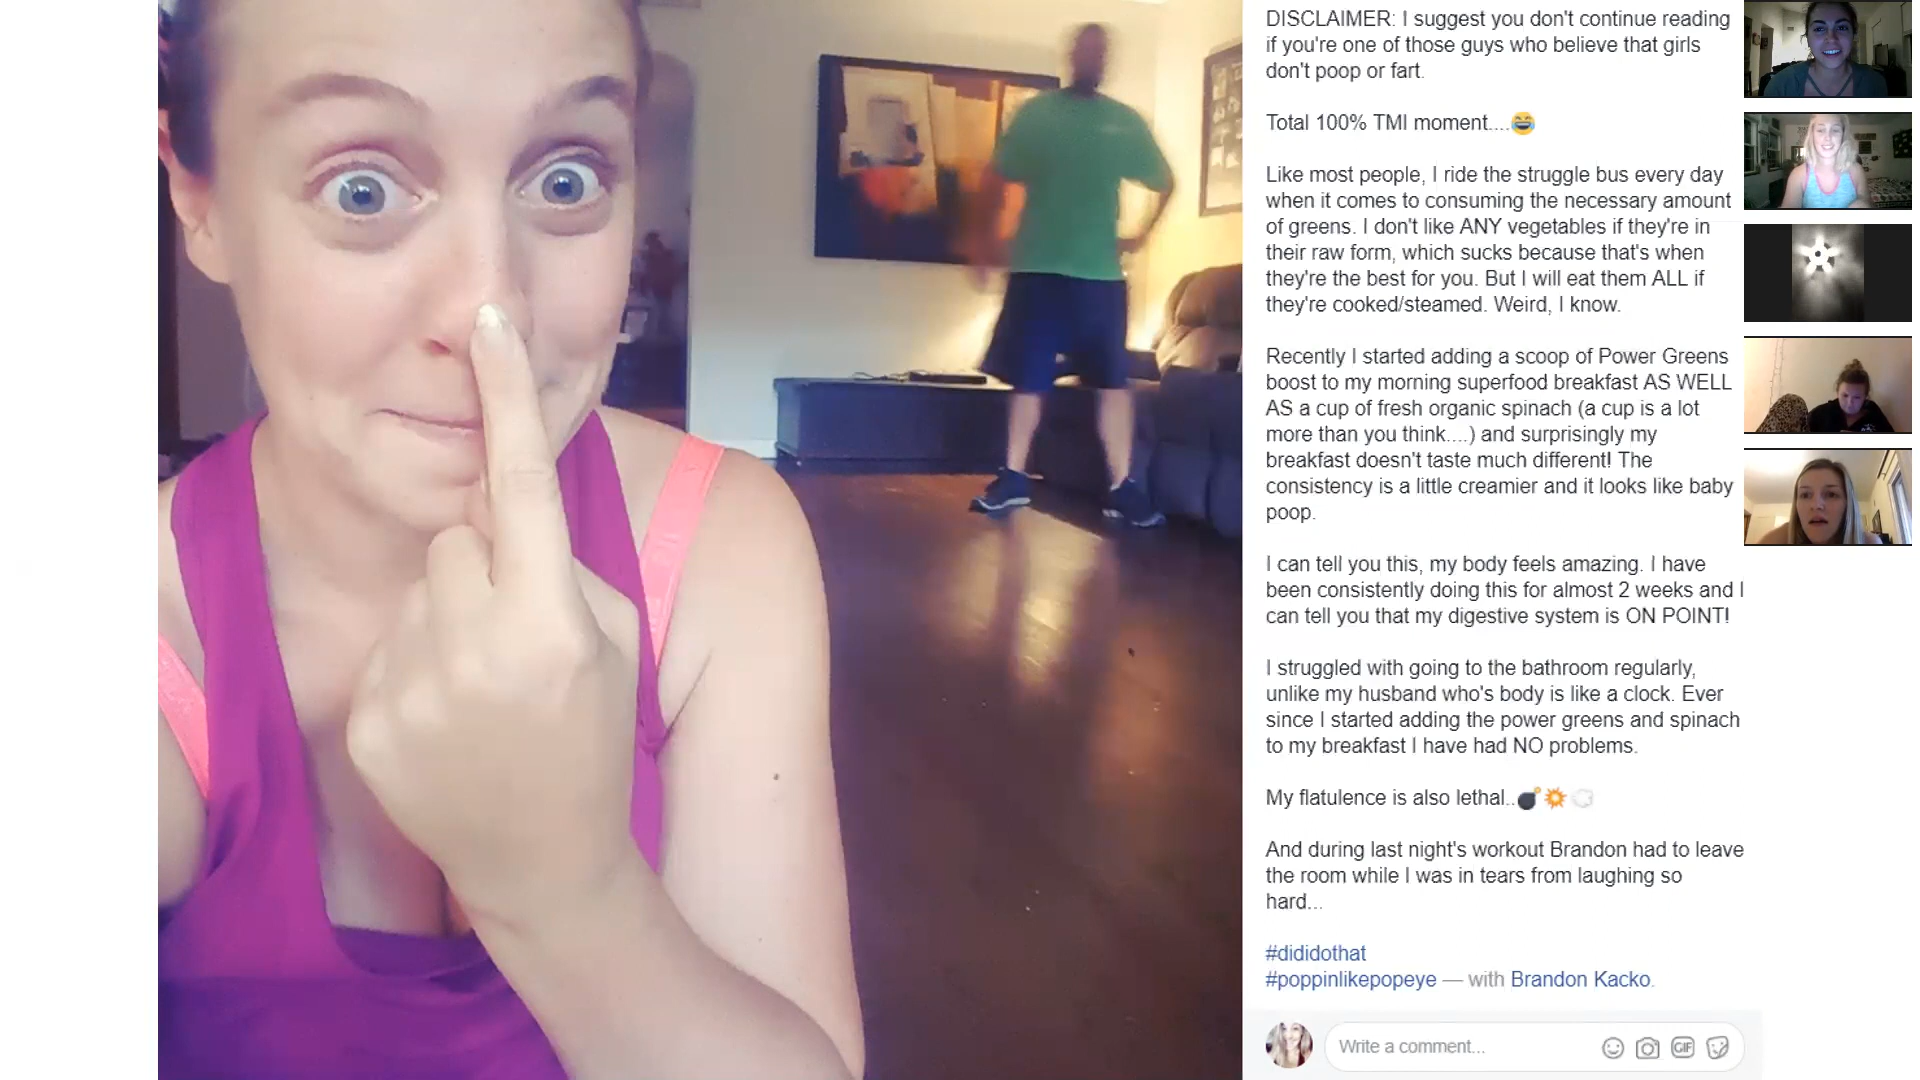 DISCLAIMER: I suggest you don't continue reading
if you're one of those guys who believe that girls
don't poop or fart.
Total 100% TMI moment....😂
Like most people, I ride the struggle bus every day
when it comes to consuming the necessary amount
of greens. I don't like ANY vegetables if they're in
their raw form, which sucks because that's when
they're the best for you. But I will eat them ALL if
they're cooked/steamed. Weird, I know.
Recently I started adding a scoop of Power Greens
boost to my morning superfood breakfast AS WELL
AS a cup of fresh organic spinach (a cup is a lot
more than you think....) and surprisingly my
breakfast doesn't taste much different! The
consistency is a little creamier and it looks like baby
poop.
I can tell you this, my body feels amazing. I have
been consistently doing this for almost 2 weeks and I
can tell you that my digestive system is ON POINT!
I struggled with going to the bathroom regularly,
unlike my husband who's body is like a clock. Ever
since I started adding the power greens and spinach
to my breakfast I have had NO problems.
My flatulence is also lethal..💣💥💨
And during last night's workout Brandon had to leave
the room while I was in tears from laughing so
hard...
#dididothat
#poppinlikepopeye — with Brandon Kacko.
Write a comment...
GIF